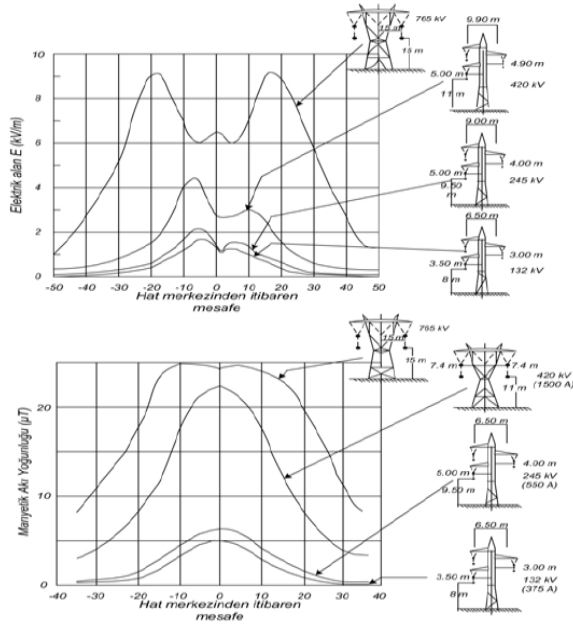 765 kV
15 m
15 m
9.90 m
4.90 m
5.00 m
420 kV
11 m
9.00 m
4.00 m
5.00 m
245 kV
9.50
m
6.50 m
3.00 m
3.50 m
132 kV
8 m
Elektrik alan E (kV/m)
10
8
6
4
2
0
-50 -40 -30 -20 -10 0 10 20 30 40 50
Hat merkezinden itibaren
mesafe
765 kV
15 m
15 m
7.4 m
7.4 m
420 kV
(1500 A)
11 m
6.50 m
4.00 m
5.00 m
245 kV
(550 A)
9.50 m
6.50 m
3.00 m
3.50 m
132 kV
(375 A)
8 m
Manyetik Akı Yoğunluğu (µT)
20
10
0
-40 -30 -20 -10 0 10 20 30 40
Hat merkezinden itibaren
mesafe